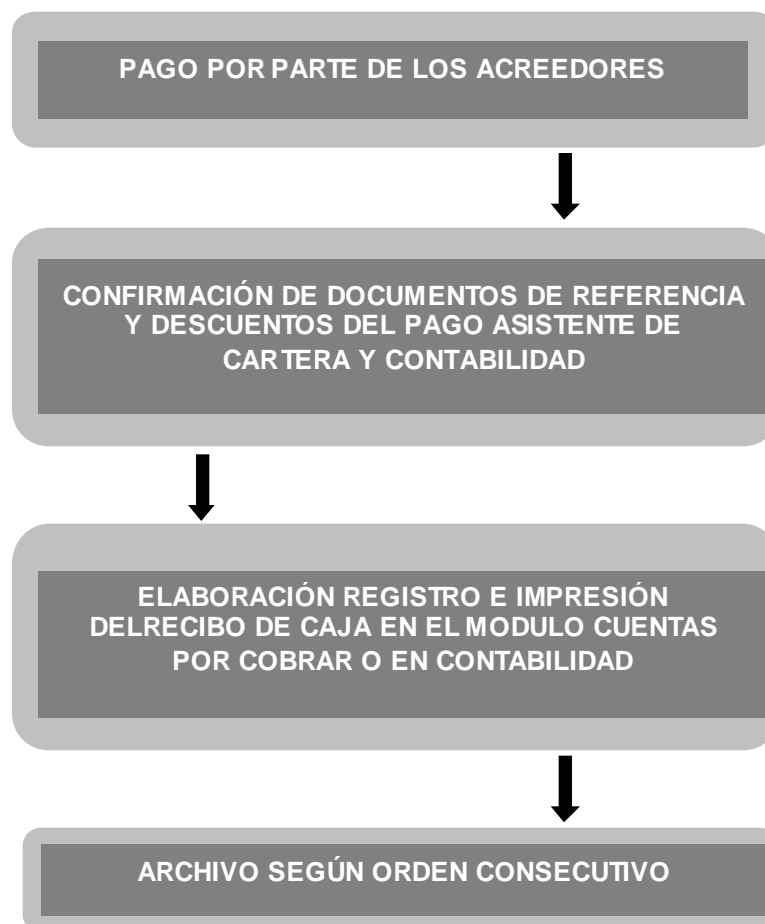 PAGO POR PARTE DE LOS ACREEDORES
CONFIRMACIÓN DE DOCUMENTOS DE REFERENCIA
Y DESCUENTOS DEL PAGO ASISTENTE DE
CARTERA Y CONTABILIDAD
ELABORACIÓN REGISTRO E IMPRESIÓN
DELRECIBO DE CAJA EN EL MODULO CUENTAS
POR COBRAR O EN CONTABILIDAD
ARCHIVO SEGÚN ORDEN CONSECUTIVO